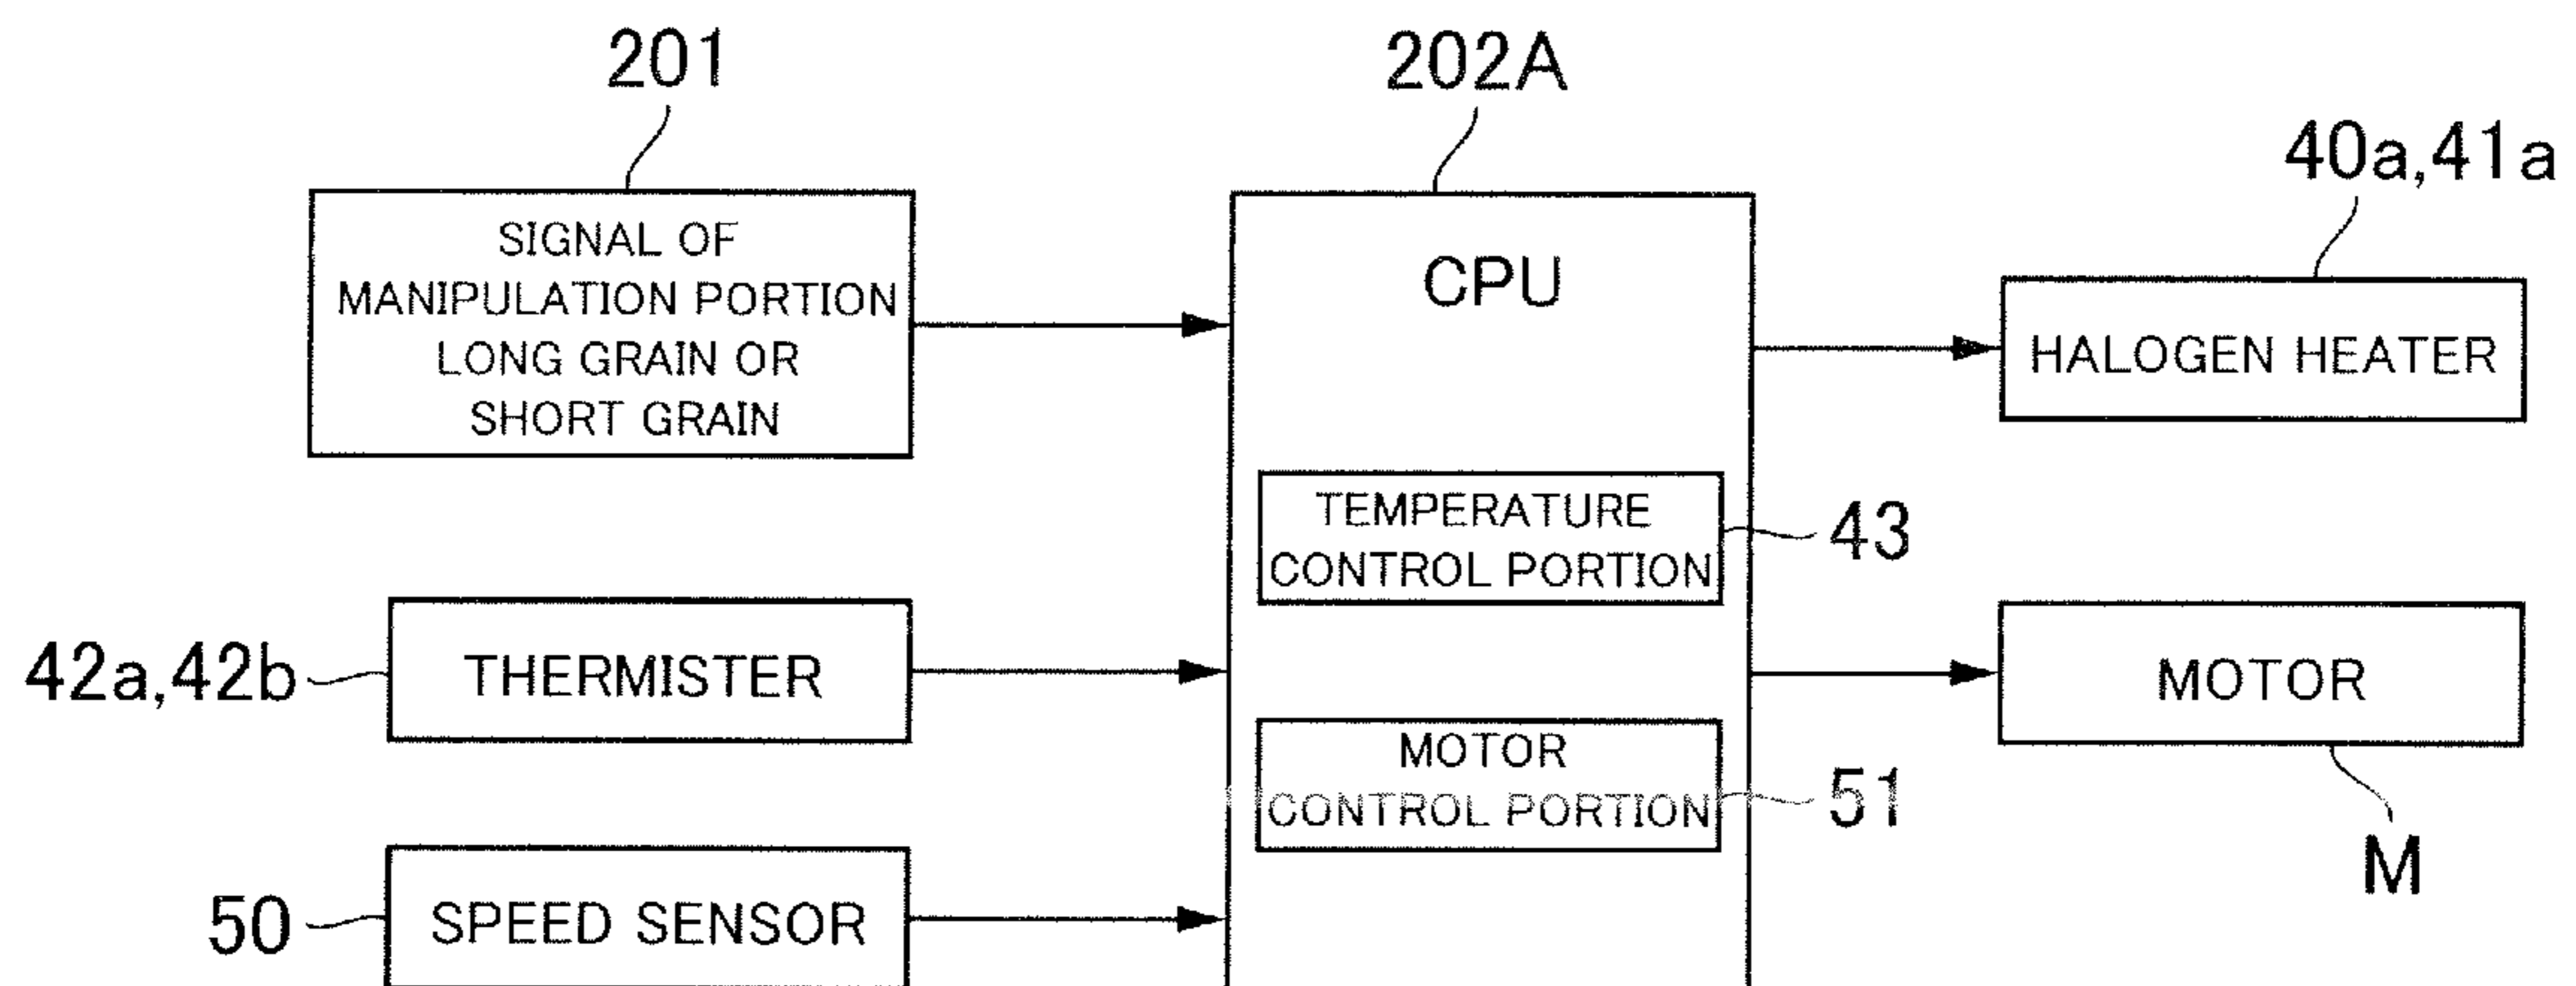 201
202A
40a,41a
SIGNAL OF
MANIPULATION PORTION
LONG GRAIN OR
SHORT GRAIN
CPU
HALOGEN HEATER
TEMPERATURE
CONTROL PORTION
43
42a,42b
THERMISTER
MOTOR
MOTOR
CONTROL PORTION
51
M
50
SPEED SENSOR